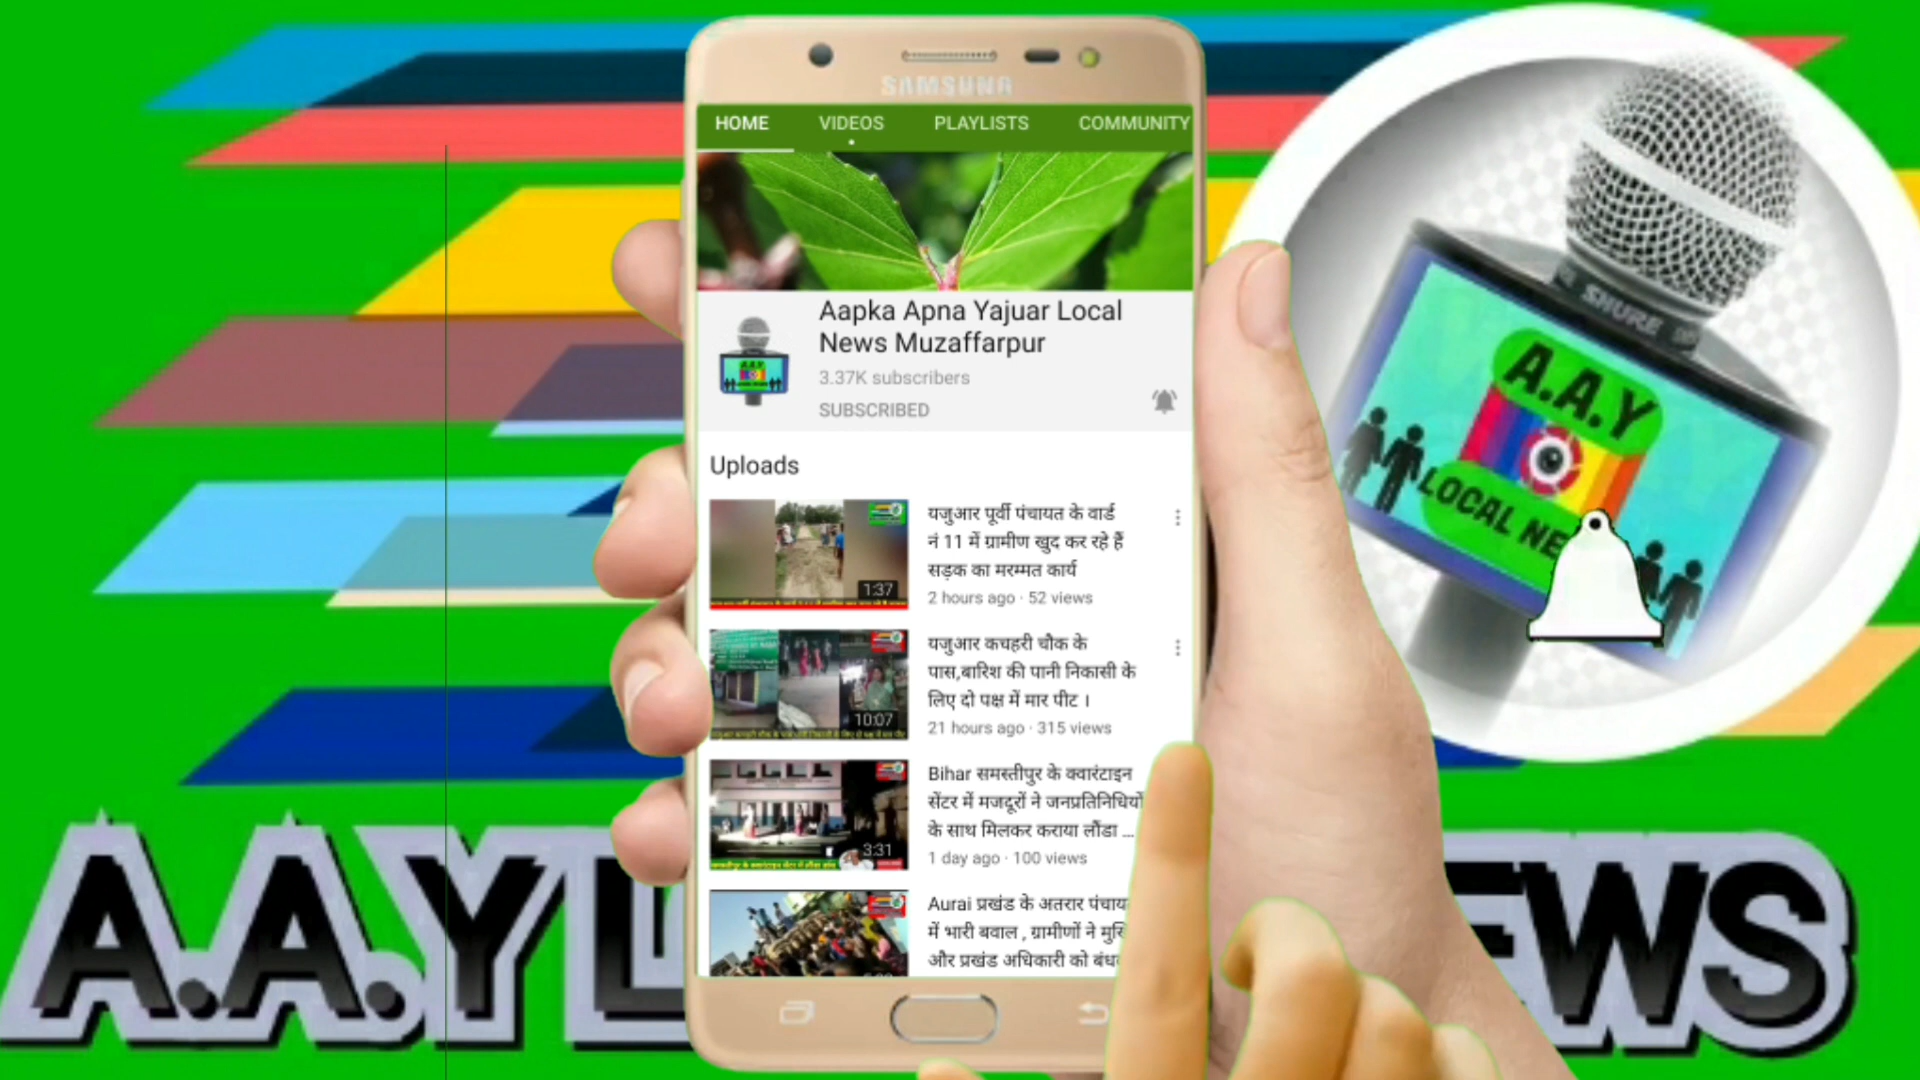 SAMSUNG
HOME VIDEOS PLAYLISTS COMMUNITY
Aapka Apna Yajuar Local
News Muzaffarpur
3.37K subscribers
SUBSCRIBED
Uploads
यजुआर पूर्वी पंचायत के वार्ड
नं 11 में ग्रामीण खुद कर रहे हैं
सड़क का मरम्मत कार्य
2 hours ago · 52 views
1:37
यजुआर कचहरी चौक के
पास,बारिश की पानी निकासी के
लिए दो पक्ष में मार पीट ।
21 hours ago · 315 views
10:07
Bihar समस्तीपुर के क्वारंटाइन
सेंटर में मजदूरों ने जनप्रतिनिधियों
के साथ मिलकर कराया लौंडा ...
1 day ago · 100 views
3:31
Aurai प्रखंड के अतरार
में भारी बवाल , ग्रामीणों ने
और प्रखंड अधिकारी को
SHURE
A.A.Y
LOCAL
A.A.Y